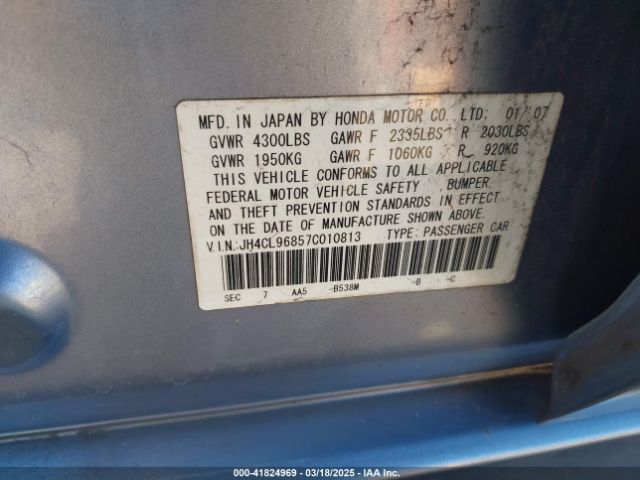 MFD. IN JAPAN BY HONDA MOTOR CO., LTD. 01/07
GVWR 4300LBS GAWR F 2335LBS R 2030LBS
GVWR 1950KG GAWR F 1060KG R 920KG
THIS VEHICLE CONFORMS TO ALL APPLICABLE
FEDERAL MOTOR VEHICLE SAFETY, BUMPER,
AND THEFT PREVENTION STANDARDS IN EFFECT
ON THE DATE OF MANUFACTURE SHOWN ABOVE.
V.I.N.:JH4CL96857C010813 TYPE: PASSENGER CAR
SEC 7 AA5 -B538M -B -C
000-41824969 - 03/18/2025 - IAA Inc.